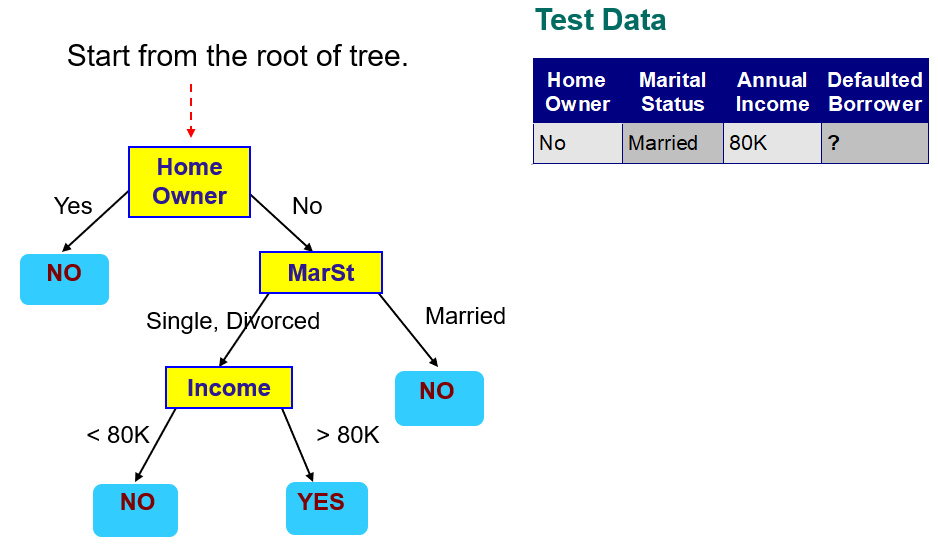 Test Data
Start from the root of tree.
Home Owner
Marital Status
Annual Income
Defaulted Borrower
No
Married
80K
?
Home
Owner
Yes
No
NO
MarSt
Single, Divorced
Married
Income
NO
< 80K
> 80K
NO
YES